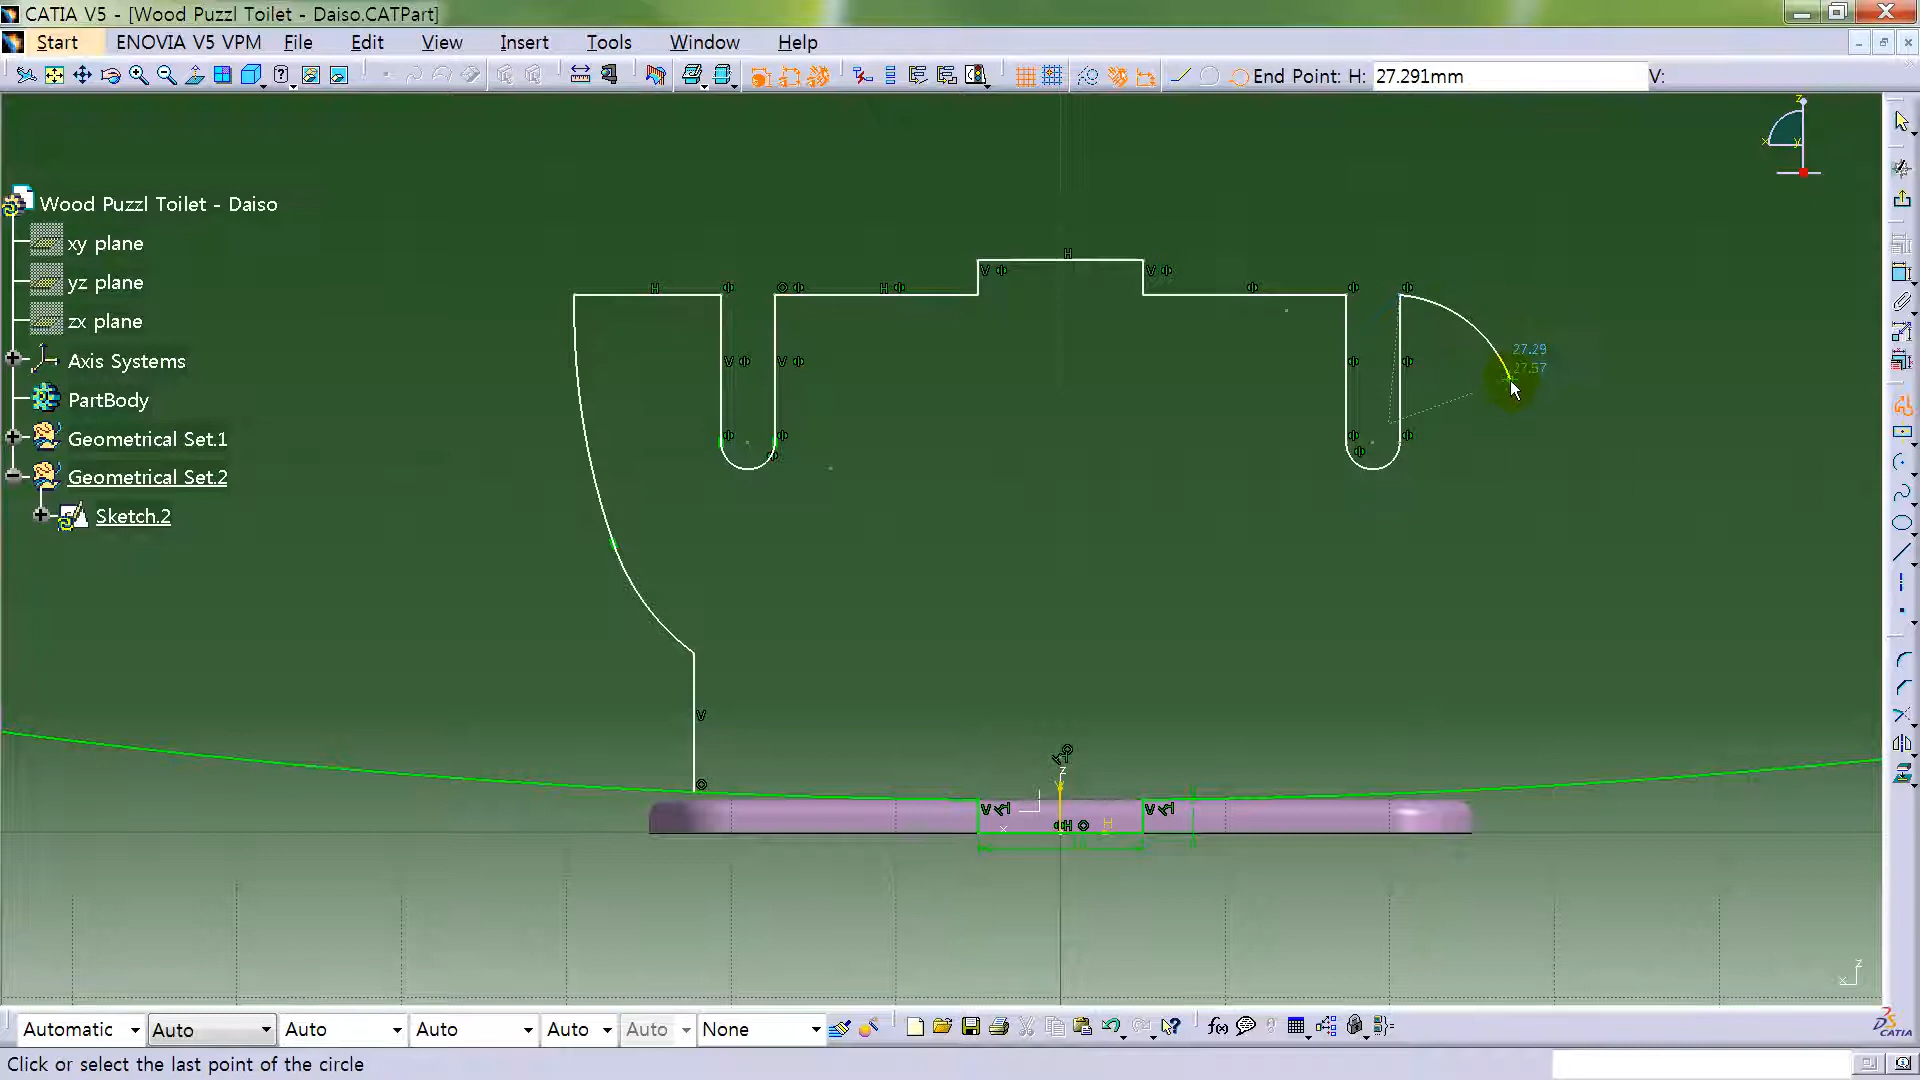 CATIA V5 - [Wood Puzzl Toilet - Daiso.CATPart]
Start ENOVIA V5 VPM File Edit View Insert Tools Window Help
End Point: H: 27.291mm V:
Wood Puzzl Toilet - Daiso
xy plane
yz plane
zx plane
Axis Systems
PartBody
Geometrical Set.1
Geometrical Set.2
Sketch.2
27.29
27.57
Automatic Auto Auto Auto Auto Auto None
Click or select the last point of the circle
CATIA